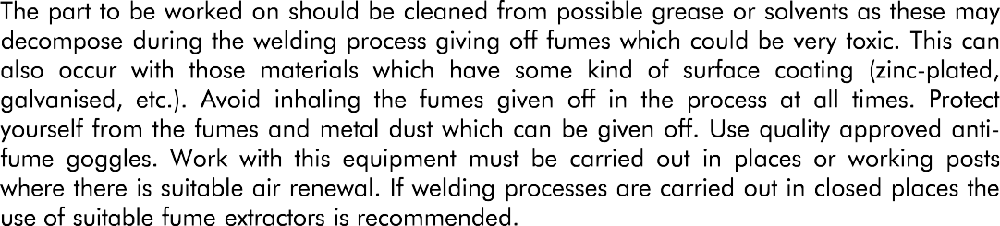 The part to be worked on should be cleaned from possible grease or solvents as these may
decompose during the welding process giving off fumes which could be very toxic. This can
also occur with those materials which have some kind of surface coating (zinc-plated,
galvanised, etc.). Avoid inhaling the fumes given off in the process at all times. Protect
yourself from the fumes and metal dust which can be given off. Use quality approved anti-
fume goggles. Work with this equipment must be carried out in places or working posts
where there is suitable air renewal. If welding processes are carried out in closed places the
use of suitable fume extractors is recommended.